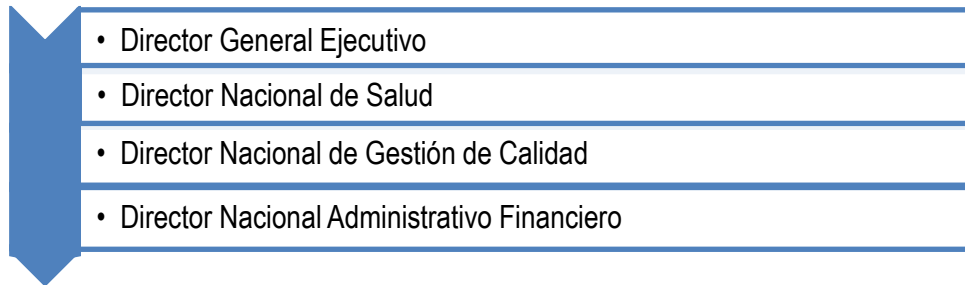 • Director General Ejecutivo
• Director Nacional de Salud
• Director Nacional de Gestión de Calidad
• Director Nacional Administrativo Financiero